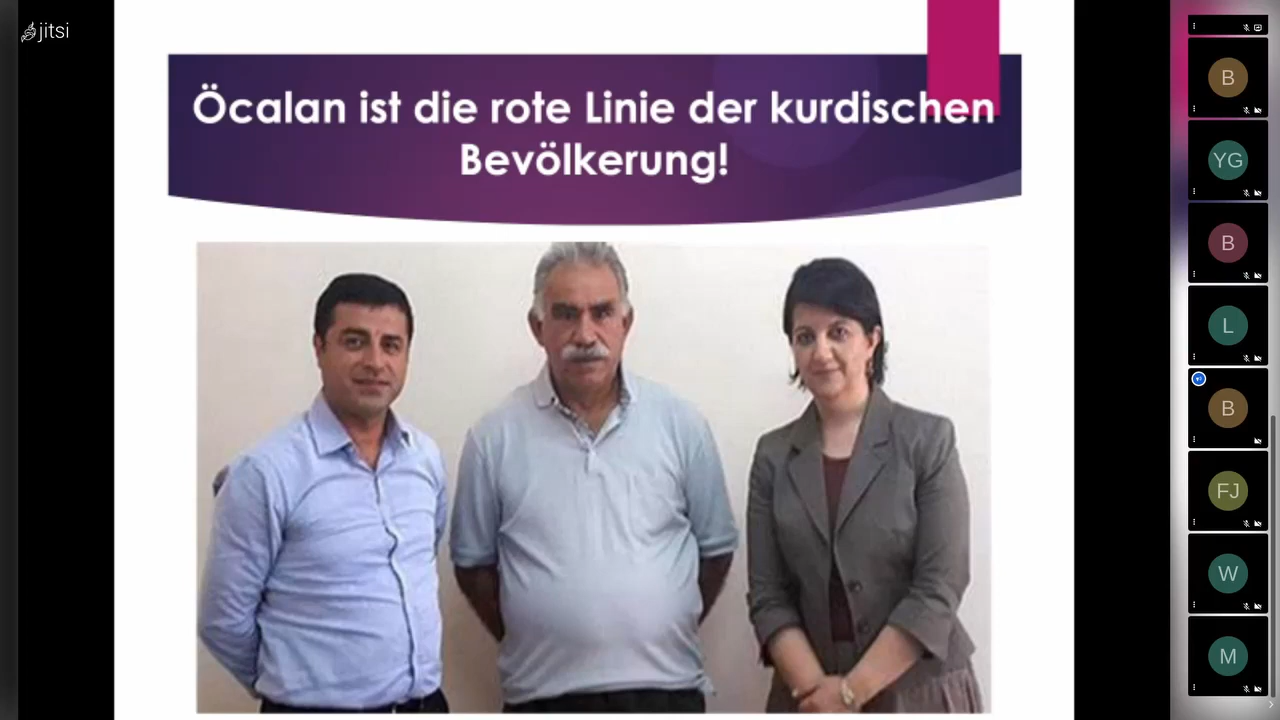 jitsi
Öcalan ist die rote Linie der kurdischen
Bevölkerung!
B
YG
B
L
B
FJ
W
M